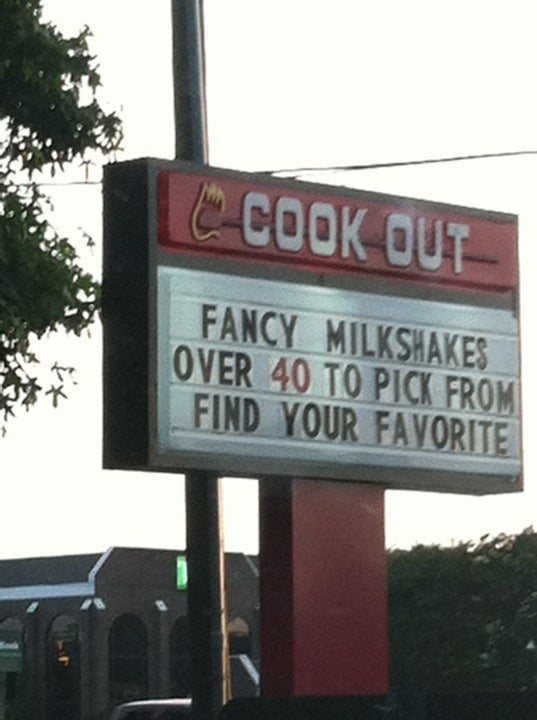 COOK OUT
FANCY MILKSHAKES
OVER 40 TO PICK FROM
FIND YOUR FAVORITE